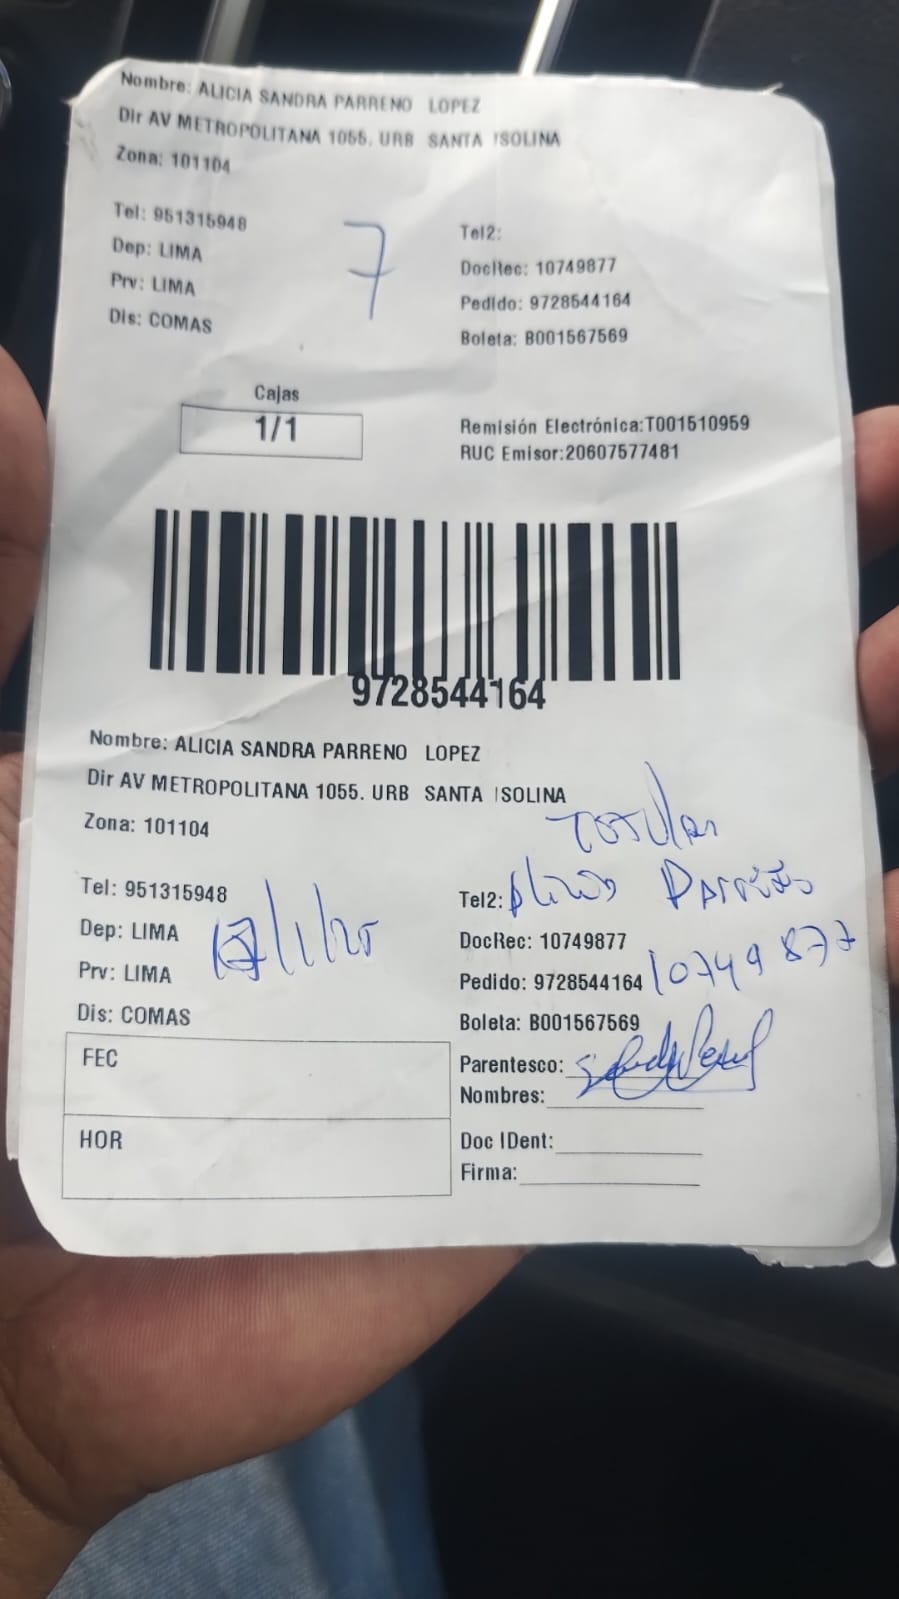 Nombre: ALICIA SANDRA PARRENO LOPEZ
Dir AV METROPOLITANA 1055. URB SANTA ISOLINA
Zona: 101104
Tel: 951315948
Dep: LIMA
Prv: LIMA
Dis: COMAS
7
Tel2:
DocRec: 10749877
Pedido: 9728544164
Boleta: B001567569
Cajas
1/1
Remisión Electrónica:T001510959
RUC Emisor:20607577481
9728544164
Nombre: ALICIA SANDRA PARRENO LOPEZ
Dir AV METROPOLITANA 1055. URB SANTA ISOLINA
Zona: 101104
Tel: 951315948
Dep: LIMA
Prv: LIMA
Dis: COMAS
Tel2:
DocRec: 10749877
Pedido: 9728544164 10749877
Boleta: B001567569
FEC
HOR
Parentesco:
Nombres:
Doc IDent:
Firma: